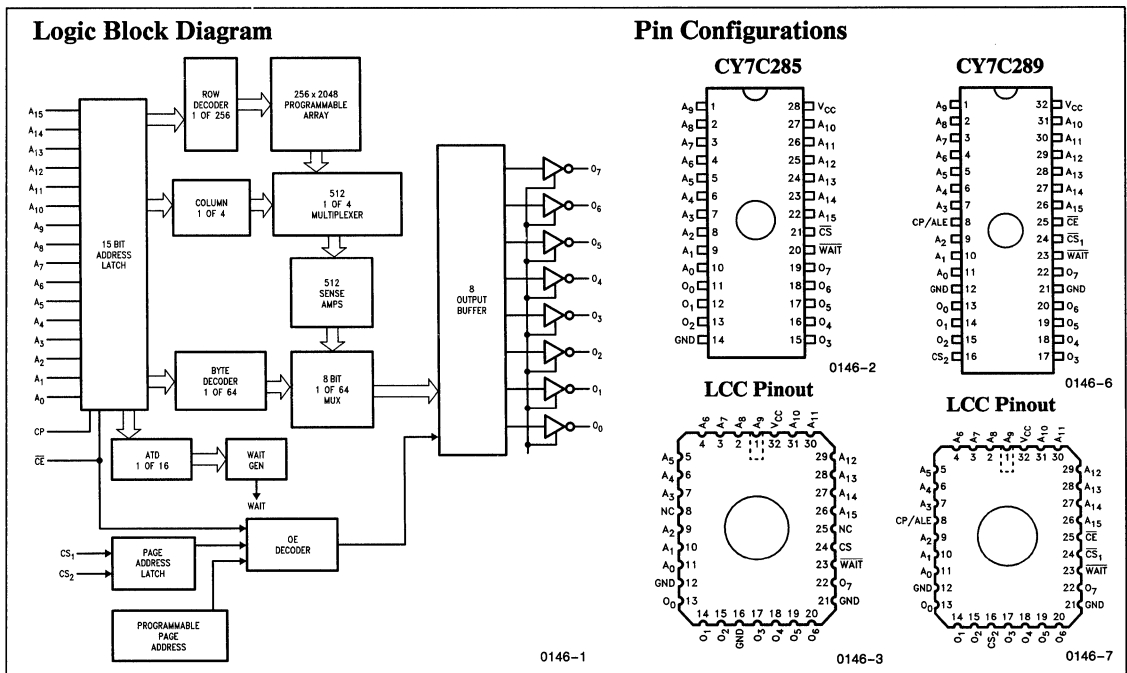 Logic Block Diagram
A15
A14
A13
A12
A11
A10
A9
A8
A7
A6
A5
A4
A3
A2
A1
A0
CP
C̅E̅
15 BIT
ADDRESS
LATCH
ROW
DECODER
1 OF 256
256 x 2048
PROGRAMMABLE
ARRAY
COLUMN
1 OF 4
512
1 OF 4
MULTIPLEXER
512
SENSE
AMPS
BYTE
DECODER
1 OF 64
8 BIT
1 OF 64
MUX
ATD
1 OF 16
WAIT
GEN
WAIT
CS1
CS2
PAGE
ADDRESS
LATCH
OE
DECODER
PROGRAMMABLE
PAGE
ADDRESS
8
OUTPUT
BUFFER
O7
O6
O5
O4
O3
O2
O1
O0
0146-1
Pin Configurations
CY7C285
A9 1 28 VCC
A8 2 27 A10
A7 3 26 A11
A6 4 25 A12
A5 5 24 A13
A4 6 23 A14
A3 7 22 A15
A2 8 21 C̅S̅
A1 9 20 W̅A̅I̅T̅
A0 10 19 O7
O0 11 18 O6
O1 12 17 O5
O2 13 16 O4
GND 14 15 O3
0146-2
CY7C289
A9 1 32 VCC
A8 2 31 A10
A7 3 30 A11
A6 4 29 A12
A5 5 28 A13
A4 6 27 A14
A3 7 26 A15
CP/ALE 8 25 C̅E̅
A2 9 24 C̅S̅1
A1 10 23 W̅A̅I̅T̅
A0 11 22 O7
GND 12 21 GND
O0 13 20 O6
O1 14 19 O5
O2 15 18 O4
CS2 16 17 O3
0146-6
LCC Pinout
A6 A7 A8 A9 VCC A10 A11
4 3 2 1 32 31 30
A5 5 29 A12
A4 6 28 A13
A3 7 27 A14
NC 8 26 A15
A2 9 25 NC
A1 10 24 CS
A0 11 23 W̅A̅I̅T̅
GND 12 22 O7
O0 13 21 GND
14 15 16 17 18 19 20
O1 O2 GND O3 O4 O5 O6
0146-3
LCC Pinout
A6 A7 A8 A9 VCC A10 A11
4 3 2 1 32 31 30
A5 5 29 A12
A4 6 28 A13
A3 7 27 A14
CP/ALE 8 26 A15
A2 9 25 C̅E̅
A1 10 24 C̅S̅1
A0 11 23 W̅A̅I̅T̅
GND 12 22 O7
O0 13 21 GND
14 15 16 17 18 19 20
O1 O2 CS2 O3 O4 O5 O6
0146-7